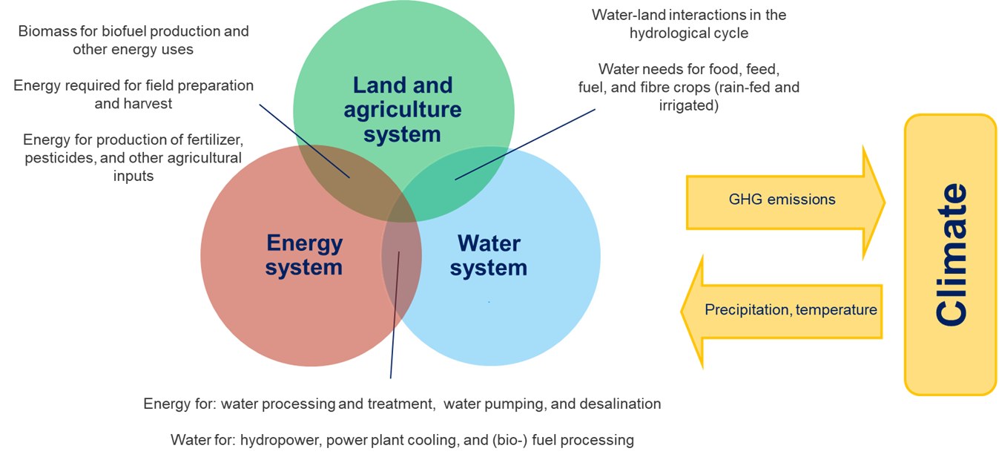 Biomass for biofuel production and
other energy uses
Energy required for field preparation
and harvest
Energy for production of fertilizer,
pesticides, and other agricultural
inputs
Land and
agriculture
system
Water-land interactions in the
hydrological cycle
Water needs for food, feed,
fuel, and fibre crops (rain-fed and
irrigated)
Energy
system
Water
system
GHG emissions
Precipitation, temperature
Climate
Energy for: water processing and treatment, water pumping, and desalination
Water for: hydropower, power plant cooling, and (bio-) fuel processing